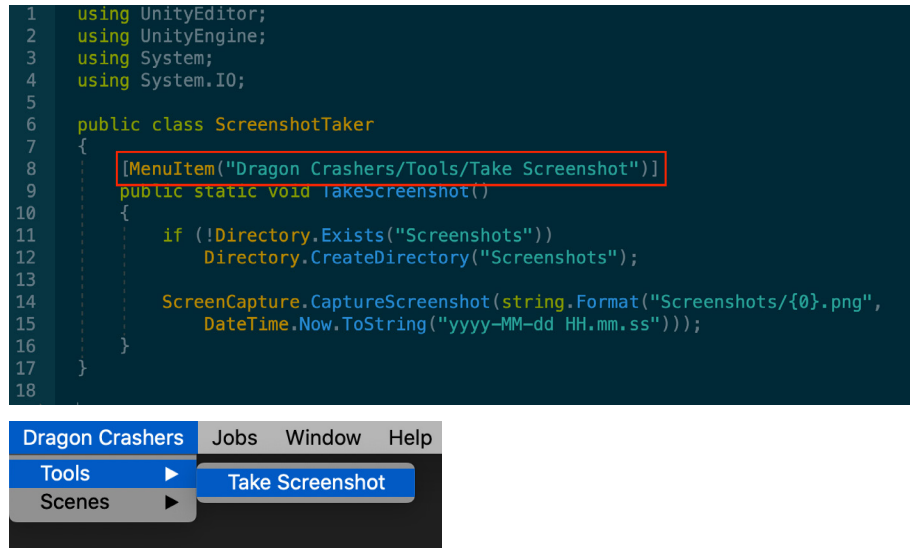 1 using UnityEditor;
2 using UnityEngine;
3 using System;
4 using System.IO;
5
6 public class ScreenshotTaker
7 {
8 [MenuItem("Dragon Crashers/Tools/Take Screenshot")]
9 public static void TakeScreenshot()
10 {
11 if (!Directory.Exists("Screenshots"))
12 Directory.CreateDirectory("Screenshots");
13
14 ScreenCapture.CaptureScreenshot(string.Format("Screenshots/{0}.png",
15 DateTime.Now.ToString("yyyy-MM-dd HH.mm.ss")));
16 }
17 }
18
Dragon Crashers Jobs Window Help
Tools ▶ Take Screenshot
Scenes ▶